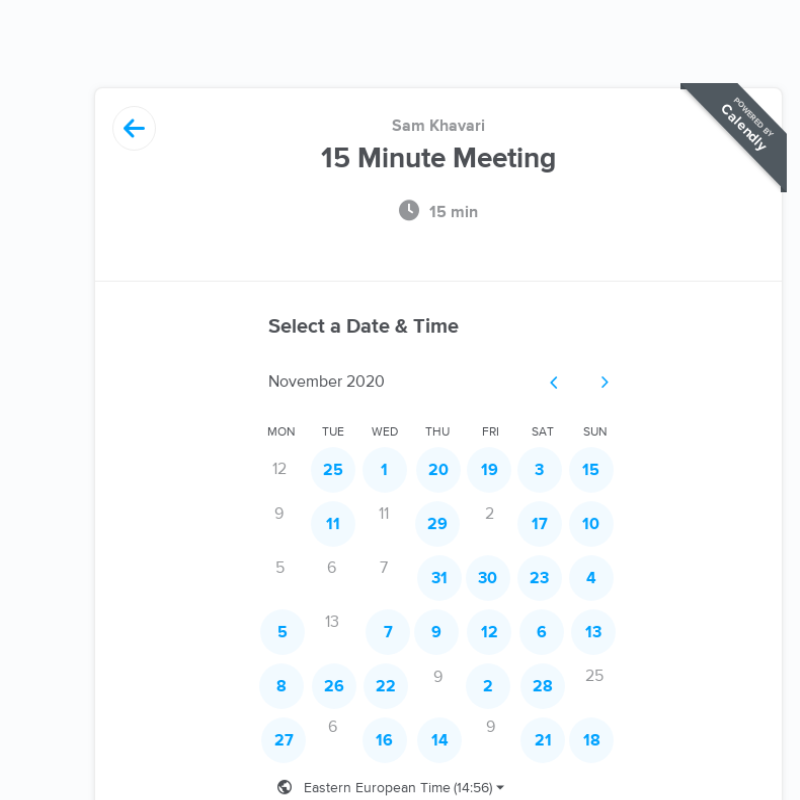 POWERED BY
Calendly
Sam Khavari
15 Minute Meeting
15 min
Select a Date & Time
November 2020
MON TUE WED THU FRI SAT SUN
12 25 1 20 19 3 15
9 11 11 29 2 17 10
5 6 7 31 30 23 4
5 13 7 9 12 6 13
8 26 22 9 2 28 25
27 6 16 14 9 21 18
Eastern European Time (14:56)